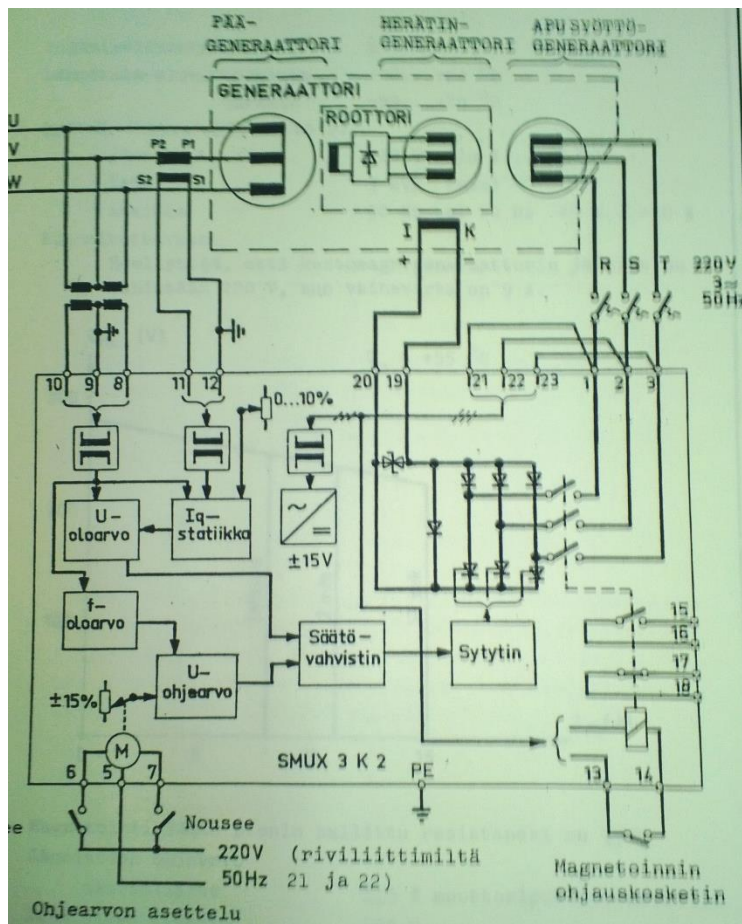 PÄÄ-
GENERAATTORI
HERÄTIN-
GENERAATTORI
APUSYÖTTÖ-
GENERAATTORI
GENERAATTORI
ROOTTORI
U
V
W
P2 P1
S2 S1
I K
+ -
R S T
220V
3≃
50Hz
10 9 8 11 12 20 19 21 22 23 1 2 3
0...10%
U-
oloarvo
Iq-
statiikka
~
=
±15V
f-
oloarvo
U-
ohjearvo
Säätö-
vahvistin
Sytytin
15
16
17
18
±15%
M
SMUX 3 K 2
PE
6 5 7
13 14
Nousee
220V (riviliittimiltä
50Hz 21 ja 22)
Ohjearvon asettelu
Magnetoinnin
ohjauskosketin